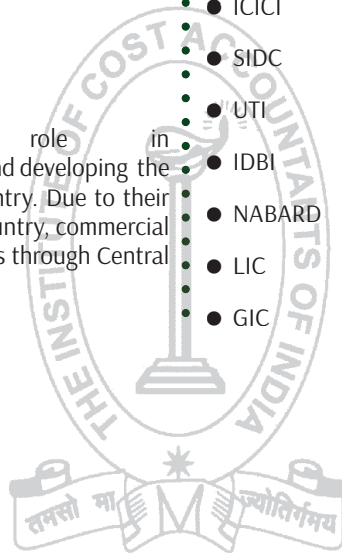 role in
nd developing the
ntry. Due to their
untry, commercial
s through Central
● ICICI
● SIDC
● UTI
● IDBI
● NABARD
● LIC
● GIC
THE INSTITUTE OF COST ACCOUNTANTS OF INDIA
तमसो मा ज्योतिर्गमय